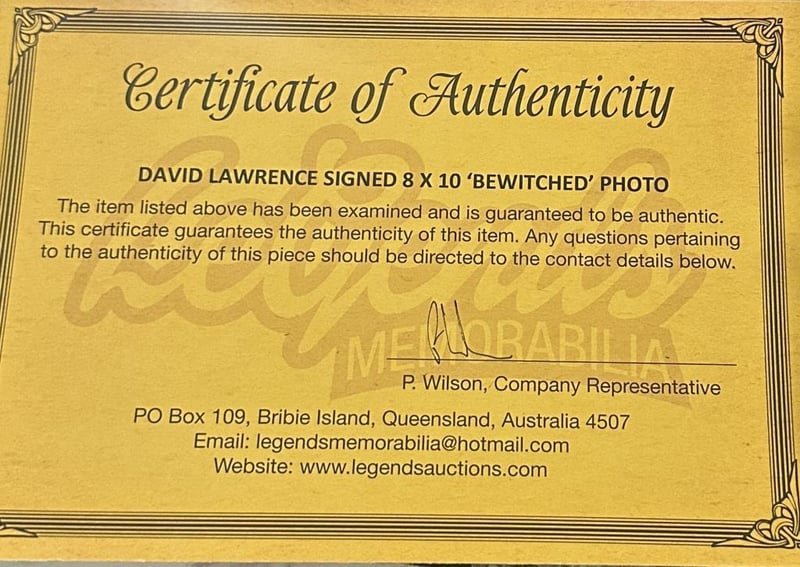 Certificate of Authenticity
DAVID LAWRENCE SIGNED 8 X 10 'BEWITCHED' PHOTO
The item listed above has been examined and is guaranteed to be authentic.
This certificate guarantees the authenticity of this item. Any questions pertaining
to the authenticity of this piece should be directed to the contact details below.
Legends
MEMORABILIA
P. Wilson, Company Representative
PO Box 109, Bribie Island, Queensland, Australia 4507
Email: legendsmemorabilia@hotmail.com
Website: www.legendsauctions.com